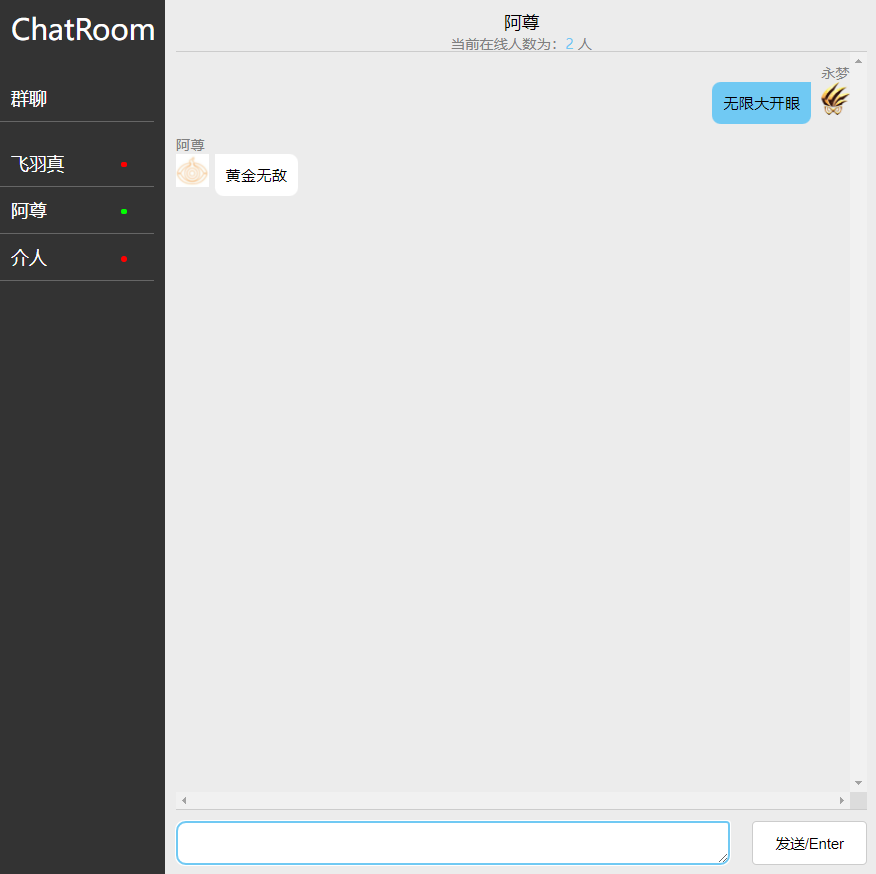 ChatRoom
群聊
飞羽真
阿尊
介人
阿尊
当前在线人数为：2 人
永梦
无限大开眼
阿尊
黄金无敌
发送/Enter